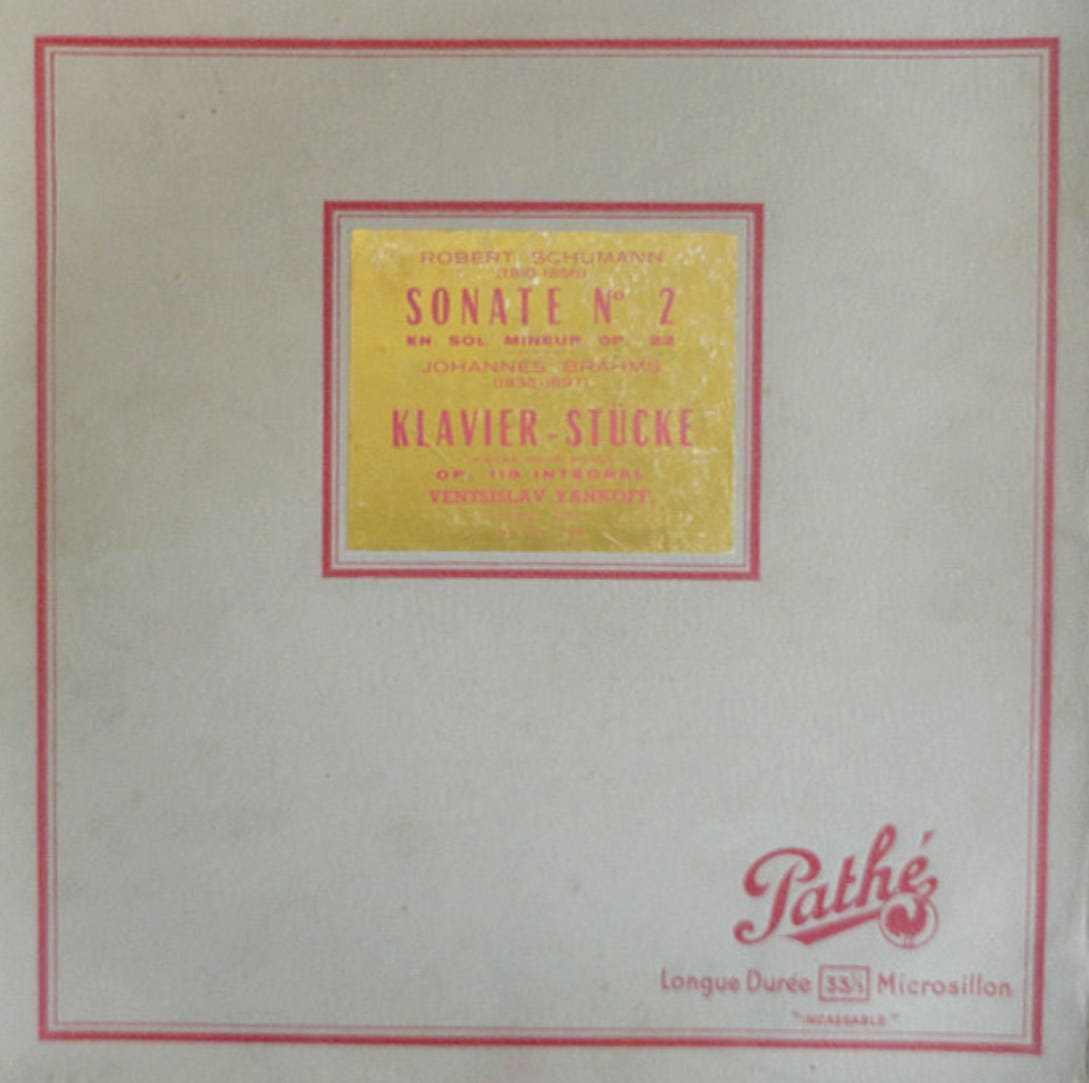 ROBERT SCHUMANN
(1810-1856)
SONATE Nº 2
EN SOL MINEUR OP. 22
JOHANNES BRAHMS
(1833-1897)
KLAVIER-STÜCKE
OP. 118 INTÉGRAL
VENTSISLAV YANKOFF,
Pathé
Longue Durée 33⅓ Microsillon
"INCASSABLE"